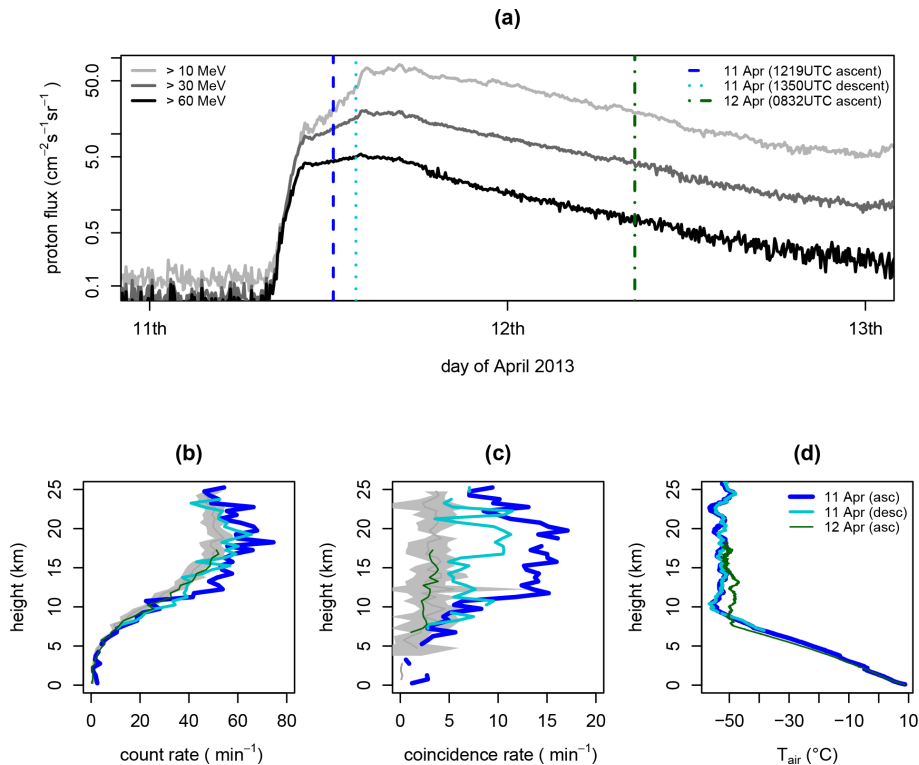 (a)
proton flux (cm⁻²s⁻¹sr⁻¹)
50.0
5.0
0.5
0.1
> 10 MeV
> 30 MeV
> 60 MeV
11 Apr (1219UTC ascent)
11 Apr (1350UTC descent)
12 Apr (0832UTC ascent)
11th
12th
13th
day of April 2013
(b)
height (km)
25
20
15
10
5
0
0
20
40
60
80
count rate ( min⁻¹)
(c)
height (km)
25
20
15
10
5
0
0
5
10
15
20
coincidence rate ( min⁻¹)
(d)
height (km)
25
20
15
10
5
0
11 Apr (asc)
11 Apr (desc)
12 Apr (asc)
−50
−30
−10
10
T_air (°C)